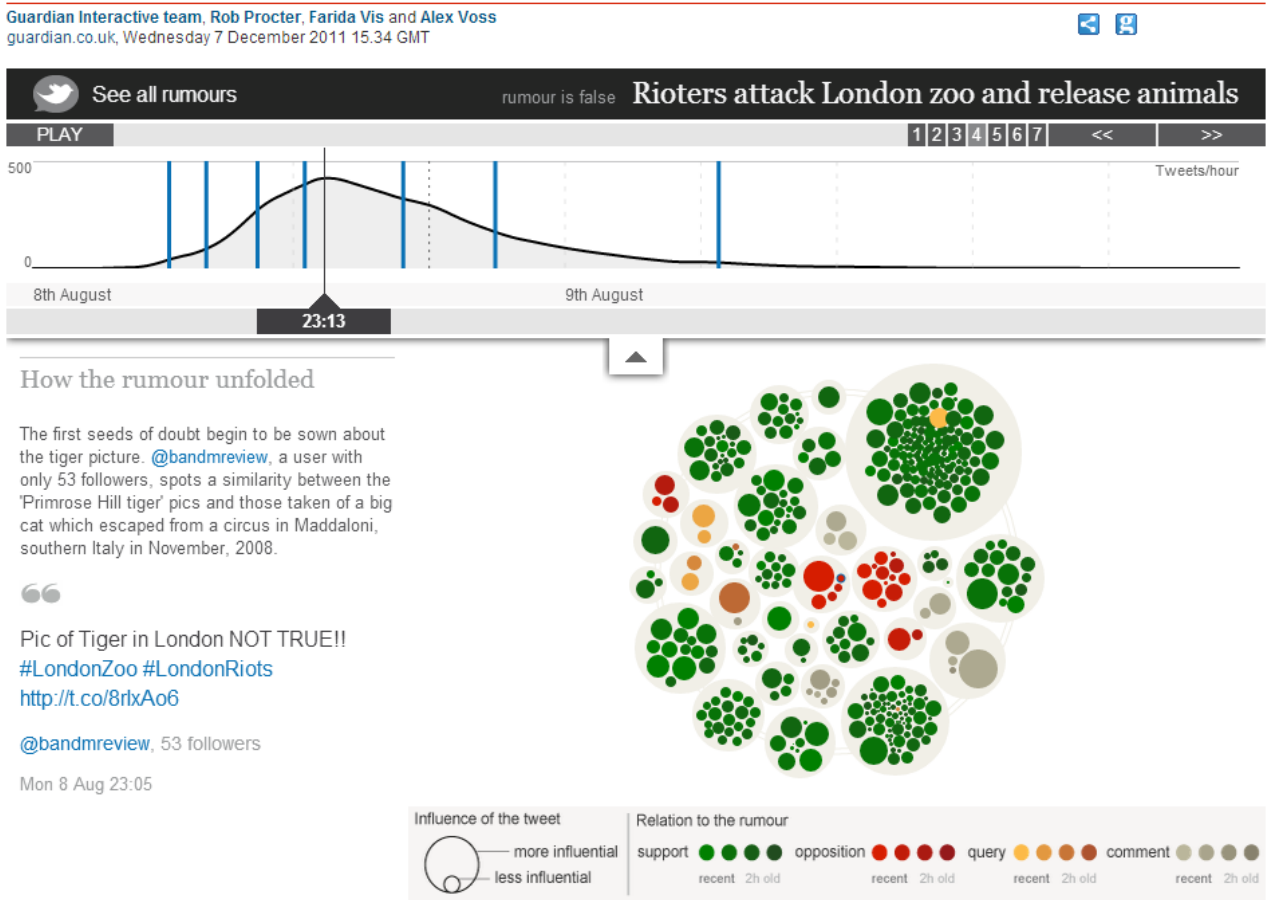 Guardian Interactive team, Rob Procter, Farida Vis and Alex Voss
guardian.co.uk, Wednesday 7 December 2011 15.34 GMT
g
See all rumours
rumour is false Rioters attack London zoo and release animals
PLAY
1 2 3 4 5 6 7 << >>
500
Tweets/hour
0
8th August
9th August
23:13
How the rumour unfolded
The first seeds of doubt begin to be sown about
the tiger picture. @bandmreview, a user with
only 53 followers, spots a similarity between the
'Primrose Hill tiger' pics and those taken of a big
cat which escaped from a circus in Maddaloni,
southern Italy in November, 2008.
Pic of Tiger in London NOT TRUE!!
#LondonZoo #LondonRiots
http://t.co/8rlxAo6
@bandmreview, 53 followers
Mon 8 Aug 23:05
Influence of the tweet
more influential
less influential
Relation to the rumour
support opposition query comment
recent 2h old recent 2h old recent 2h old recent 2h old